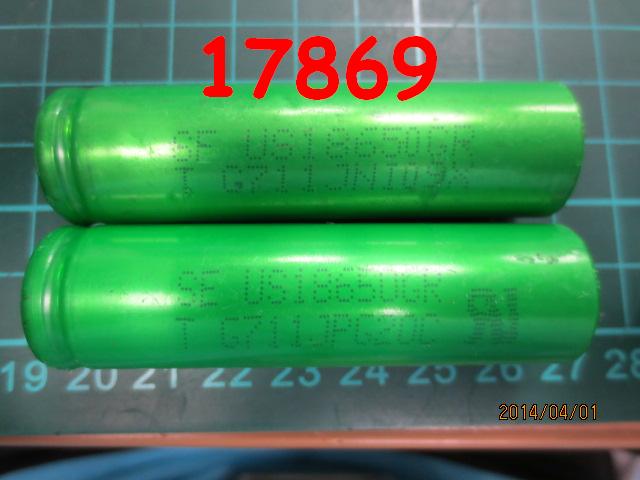 17869
SE US18650GR
T G711JN109X
SE US18650GR
T G711JPG20C
19 20 21 22 23 24 25 26 27 28
2014/04/01